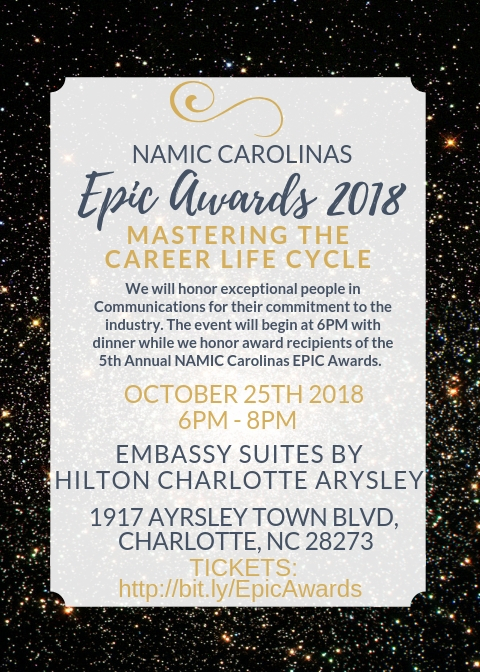 NAMIC CAROLINAS
Epic Awards 2018
MASTERING THE
CAREER LIFE CYCLE
We will honor exceptional people in
Communications for their commitment to the
industry. The event will begin at 6PM with
dinner while we honor award recipients of the
5th Annual NAMIC Carolinas EPIC Awards.
OCTOBER 25TH 2018
6PM - 8PM
EMBASSY SUITES BY
HILTON CHARLOTTE ARYSLEY
1917 AYRSLEY TOWN BLVD,
CHARLOTTE, NC 28273
TICKETS:
http://bit.ly/EpicAwards